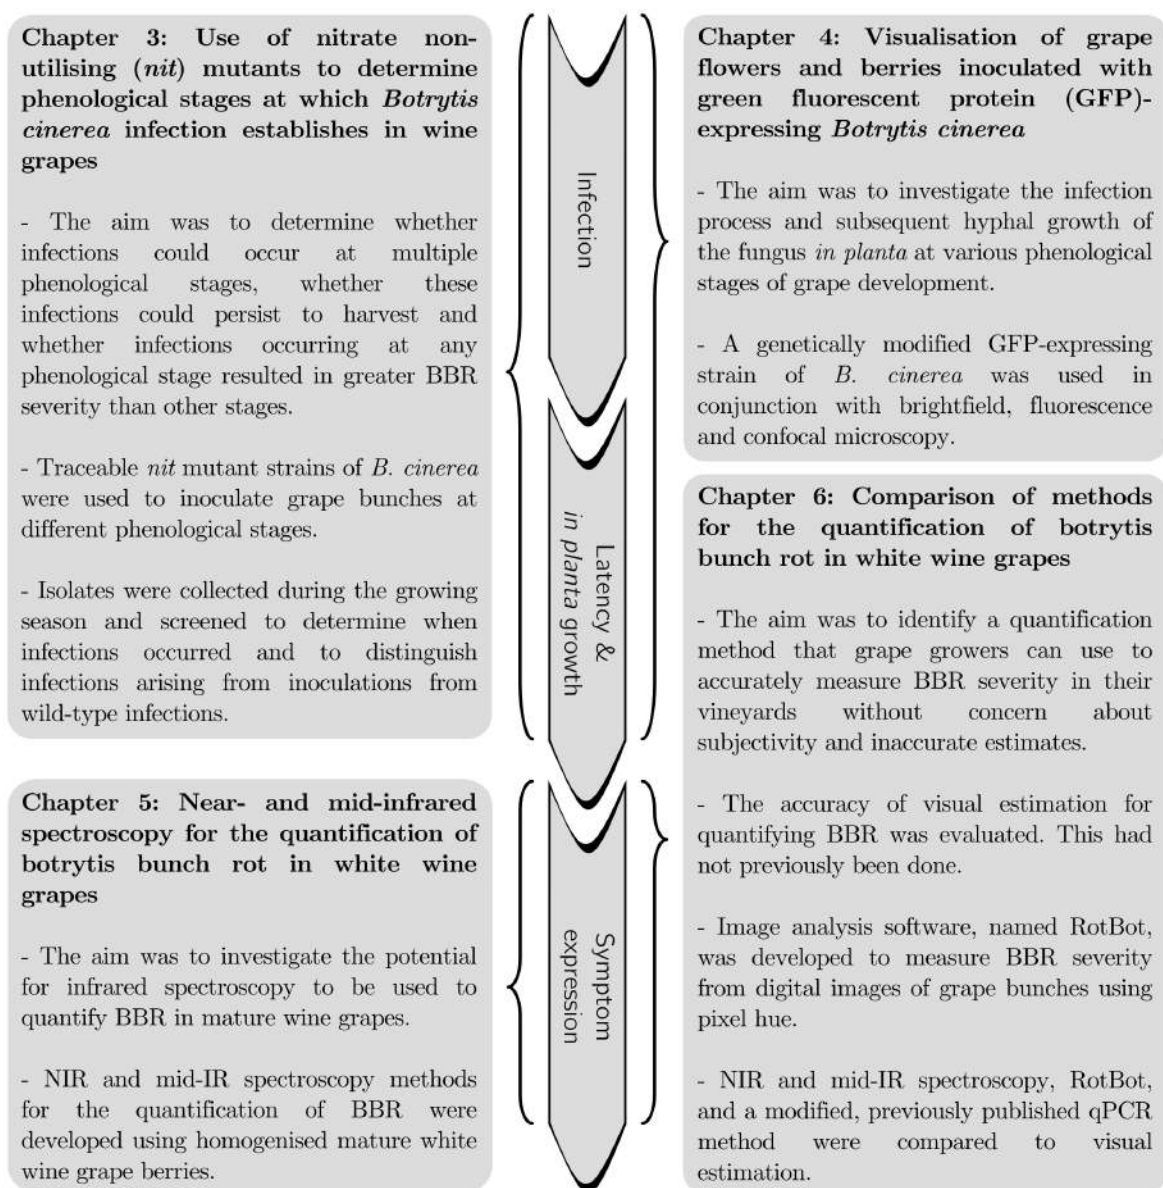 Chapter 3: Use of nitrate non-
utilising (nit) mutants to determine
phenological stages at which Botrytis
cinerea infection establishes in wine
grapes
- The aim was to determine whether
infections could occur at multiple
phenological stages, whether these
infections could persist to harvest and
whether infections occurring at any
phenological stage resulted in greater BBR
severity than other stages.
- Traceable nit mutant strains of B. cinerea
were used to inoculate grape bunches at
different phenological stages.
- Isolates were collected during the growing
season and screened to determine when
infections occurred and to distinguish
infections arising from inoculations from
wild-type infections.
Chapter 5: Near- and mid-infrared
spectroscopy for the quantification of
botrytis bunch rot in white wine
grapes
- The aim was to investigate the potential
for infrared spectroscopy to be used to
quantify BBR in mature wine grapes.
- NIR and mid-IR spectroscopy methods
for the quantification of BBR were
developed using homogenised mature white
wine grape berries.
Infection
Latency &
in planta growth
Symptom
expression
Chapter 4: Visualisation of grape
flowers and berries inoculated with
green fluorescent protein (GFP)-
expressing Botrytis cinerea
- The aim was to investigate the infection
process and subsequent hyphal growth of
the fungus in planta at various phenological
stages of grape development.
- A genetically modified GFP-expressing
strain of B. cinerea was used in
conjunction with brightfield, fluorescence
and confocal microscopy.
Chapter 6: Comparison of methods
for the quantification of botrytis
bunch rot in white wine grapes
- The aim was to identify a quantification
method that grape growers can use to
accurately measure BBR severity in their
vineyards without concern about
subjectivity and inaccurate estimates.
- The accuracy of visual estimation for
quantifying BBR was evaluated. This had
not previously been done.
- Image analysis software, named RotBot,
was developed to measure BBR severity
from digital images of grape bunches using
pixel hue.
- NIR and mid-IR spectroscopy, RotBot,
and a modified, previously published qPCR
method were compared to visual
estimation.